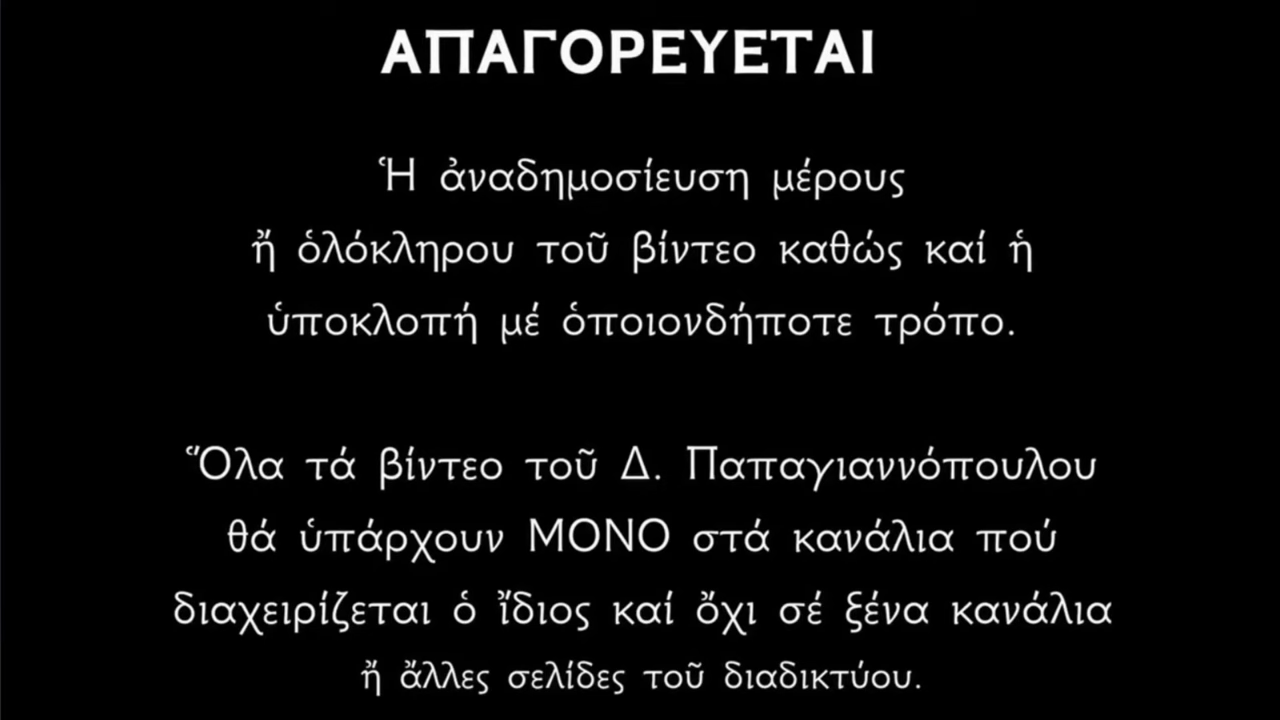 ΑΠΑΓΟΡΕΥΕΤΑΙ
Ἡ ἀναδημοσίευση μέρους
ἤ ὁλόκληρου τοῦ βίντεο καθώς καί ἡ
ὑποκλοπή μέ ὁποιονδήποτε τρόπο.
Ὅλα τά βίντεο τοῦ Δ. Παπαγιαννόπουλου
θά ὑπάρχουν ΜΟΝΟ στά κανάλια πού
διαχειρίζεται ὁ ἴδιος καί ὄχι σέ ξένα κανάλια
ἤ ἄλλες σελίδες τοῦ διαδικτύου.